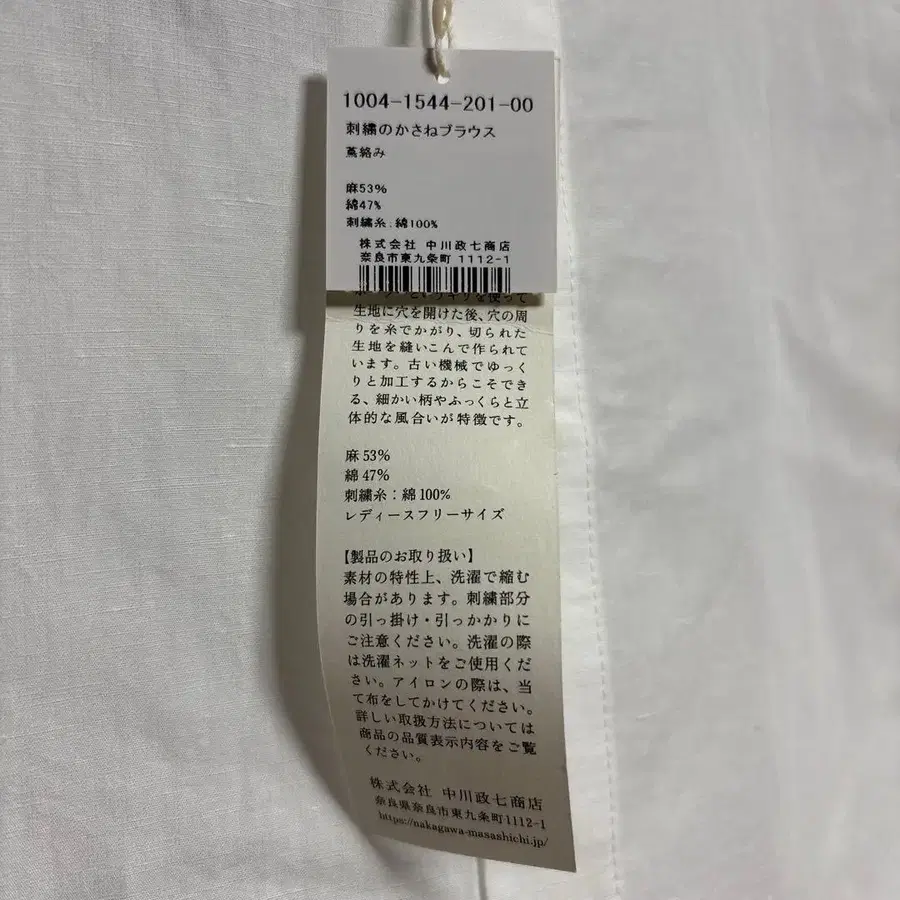 1004-1544-201-00
刺繍のかさねブラウス
蔦絡み
麻53%
綿47%
刺繍糸:綿100%
株式会社 中川政七商店
奈良市東九条町 1112-1
生地に穴を開けた後、穴の周
りを糸でかがり、切られた
生地を縫いこんで作られて
います。古い機械でゆっく
りと加工するからこそでき
る、細かい柄やふっくらと立
体的な風合いが特徴です。
麻 53%
綿 47%
刺繍糸：綿 100%
レディースフリーサイズ
【製品のお取り扱い】
素材の特性上、洗濯で縮む
場合があります。刺繍部分
の引っ掛け・引っかかりに
ご注意ください。洗濯の際
は洗濯ネットをご使用くだ
さい。アイロンの際は、当
て布をしてかけてください。
詳しい取扱方法については
商品の品質表示内容をご覧
ください。
株式会社 中川政七商店
奈良県奈良市東九条町1112-1
https://nakagawa-masashichi.jp/